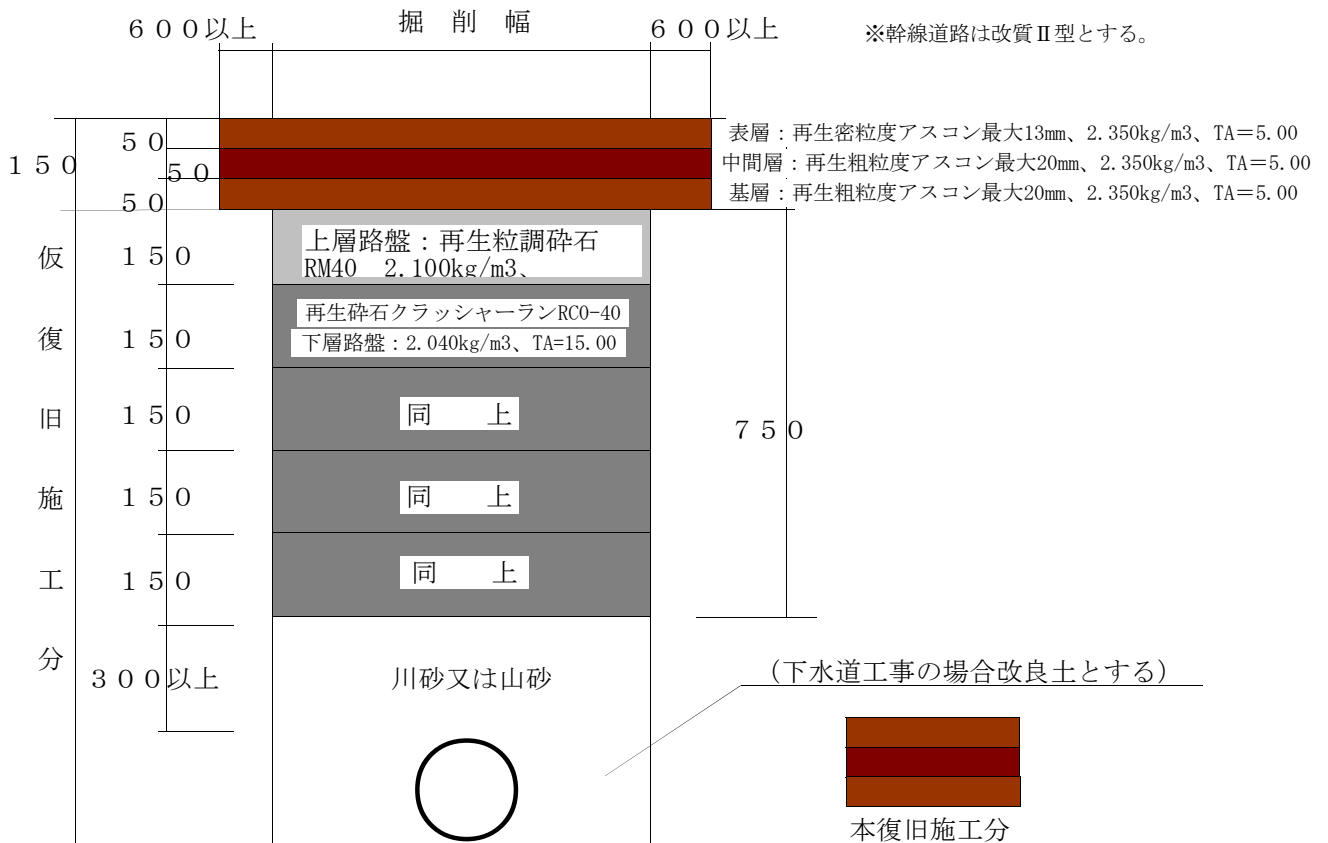 ６００以上
掘　削　幅
６００以上
※幹線道路は改質Ⅱ型とする。
１５０
５０
５０
５０
表層：再生密粒度アスコン最大13mm、2.350kg/m3、TA＝5.00
中間層：再生粗粒度アスコン最大20mm、2.350kg/m3、TA＝5.00
基層：再生粗粒度アスコン最大20mm、2.350kg/m3、TA＝5.00
仮復旧施工分
１５０
上層路盤：再生粒調砕石
RM40　2.100kg/m3、
１５０
再生砕石クラッシャーランRC0-40
下層路盤：2.040kg/m3、TA=15.00
１５０
同　　上
７５０
１５０
同　　上
１５０
同　　上
３００以上
川砂又は山砂
（下水道工事の場合改良土とする）
本復旧施工分